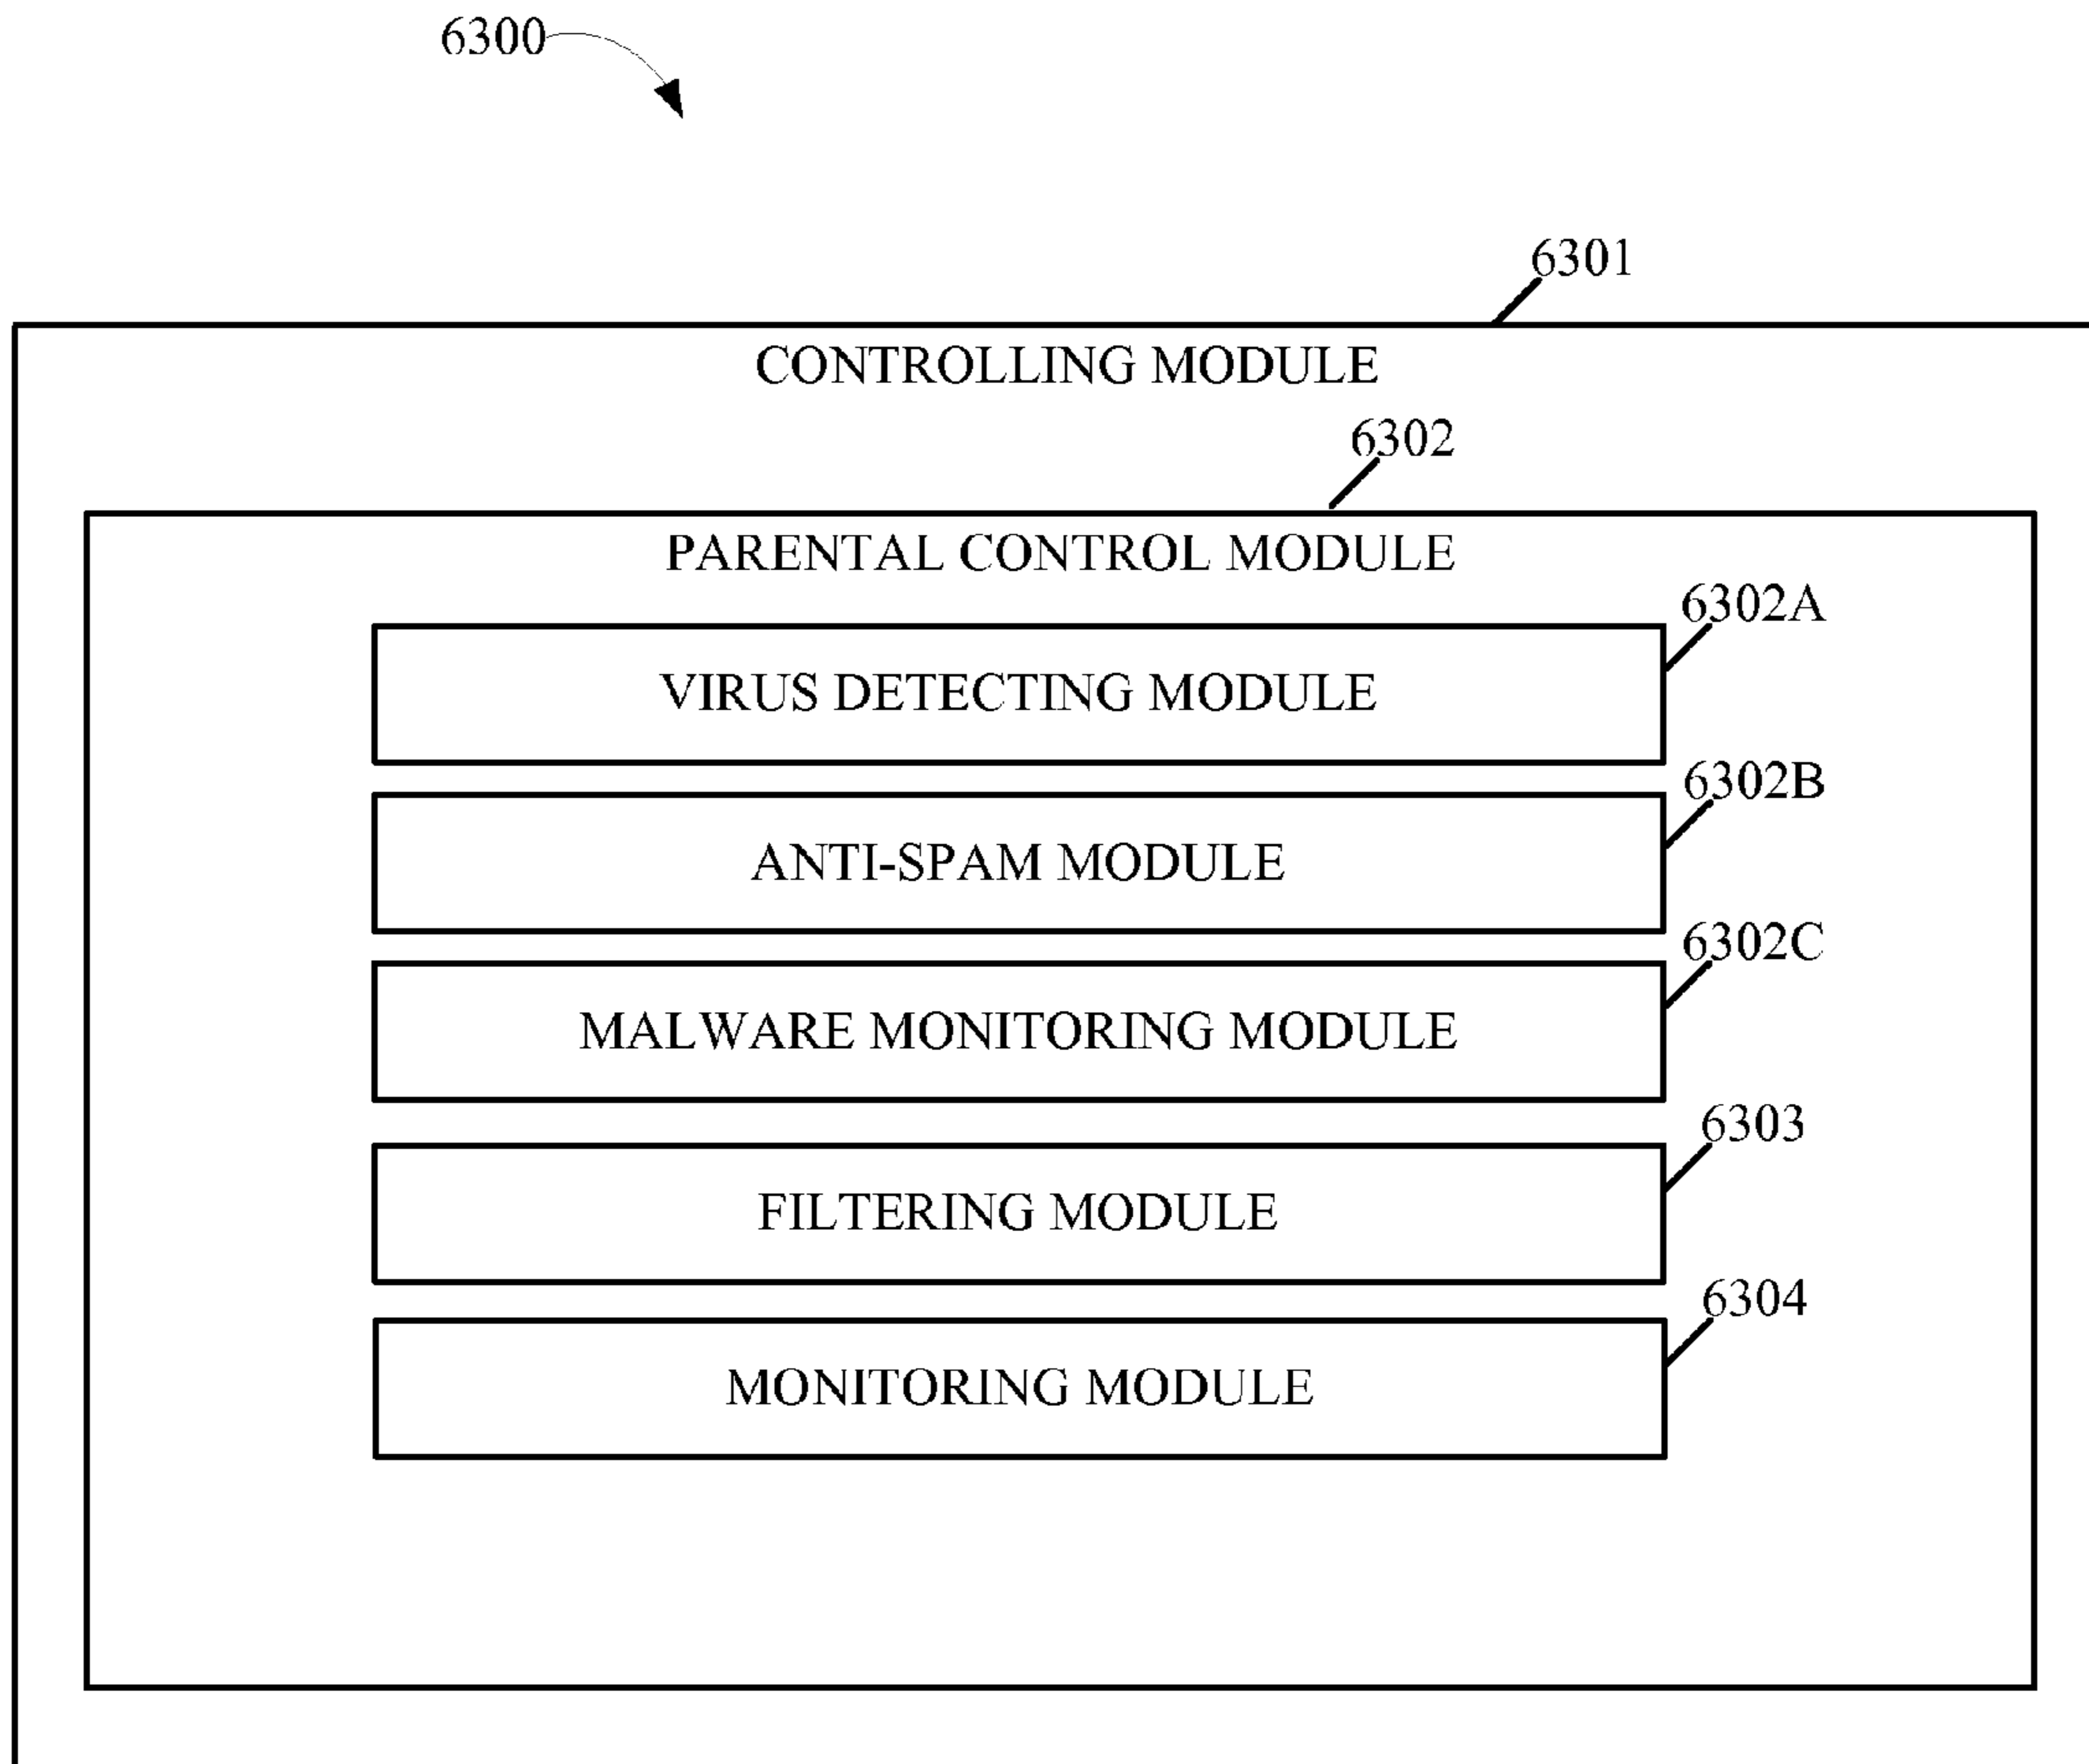 6300
6301
CONTROLLING MODULE
6302
PARENTAL CONTROL MODULE
6302A
VIRUS DETECTING MODULE
6302B
ANTI-SPAM MODULE
6302C
MALWARE MONITORING MODULE
6303
FILTERING MODULE
6304
MONITORING MODULE